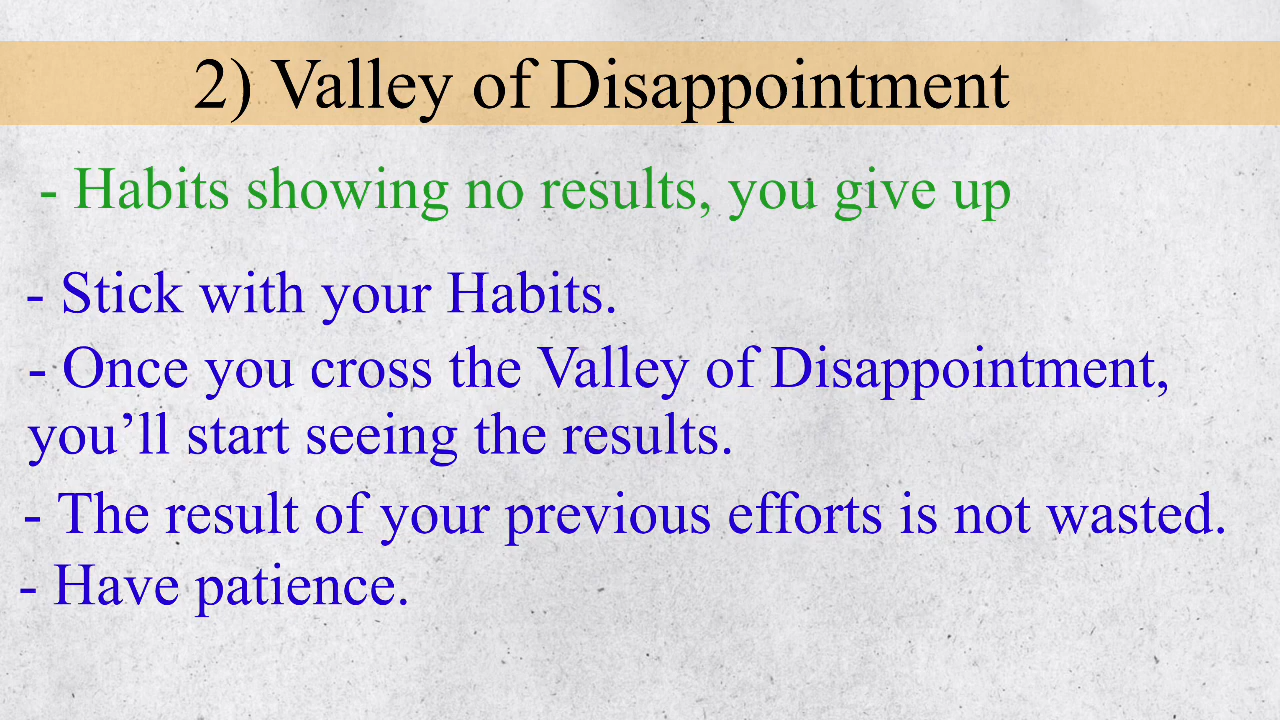 2) Valley of Disappointment
- Habits showing no results, you give up
- Stick with your Habits.
- Once you cross the Valley of Disappointment,
you’ll start seeing the results.
- The result of your previous efforts is not wasted.
- Have patience.